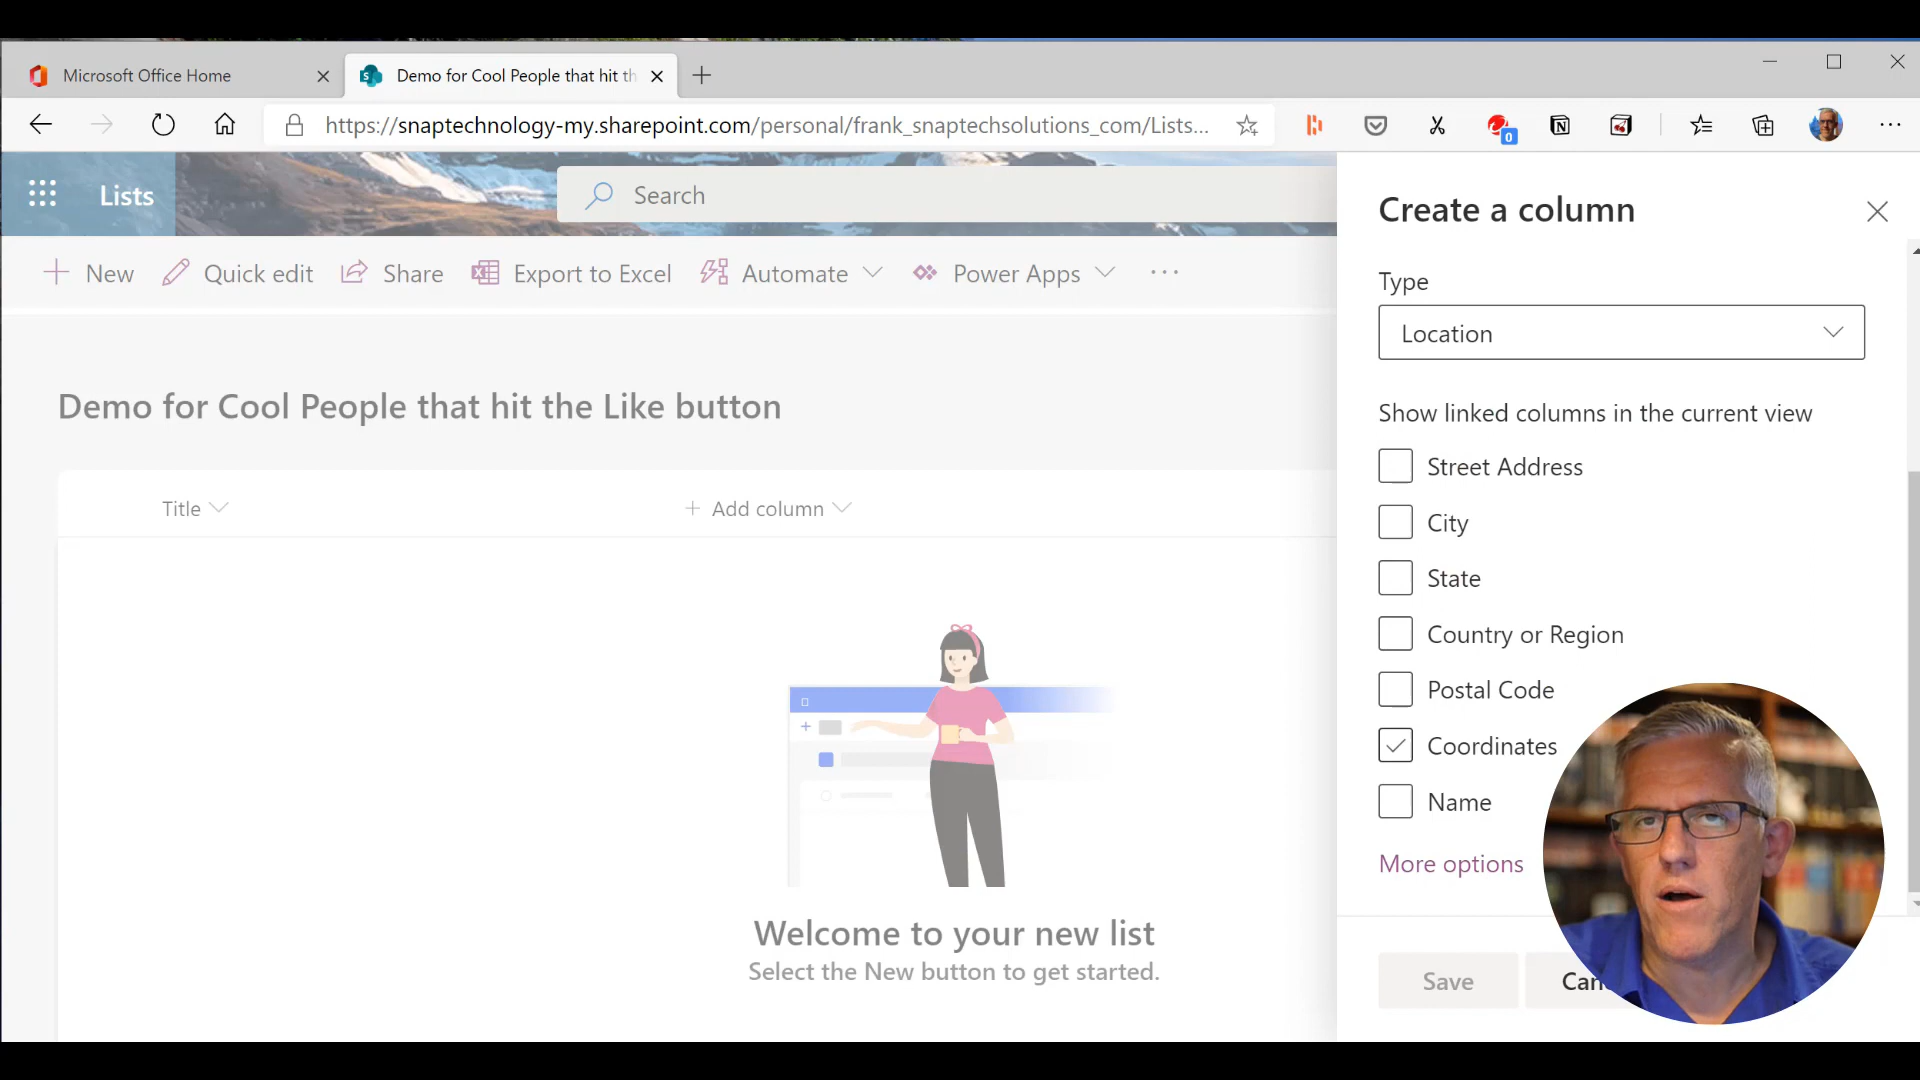 Microsoft Office Home
Demo for Cool People that hit th
https://snaptechnology-my.sharepoint.com/personal/frank_snaptechsolutions_com/Lists...
0
Lists
Search
New
Quick edit
Share
Export to Excel
Automate
Power Apps
Demo for Cool People that hit the Like button
Title
Add column
Welcome to your new list
Select the New button to get started.
Create a column
Type
Location
Show linked columns in the current view
Street Address
City
State
Country or Region
Postal Code
Coordinates
Name
More options
Save
Can